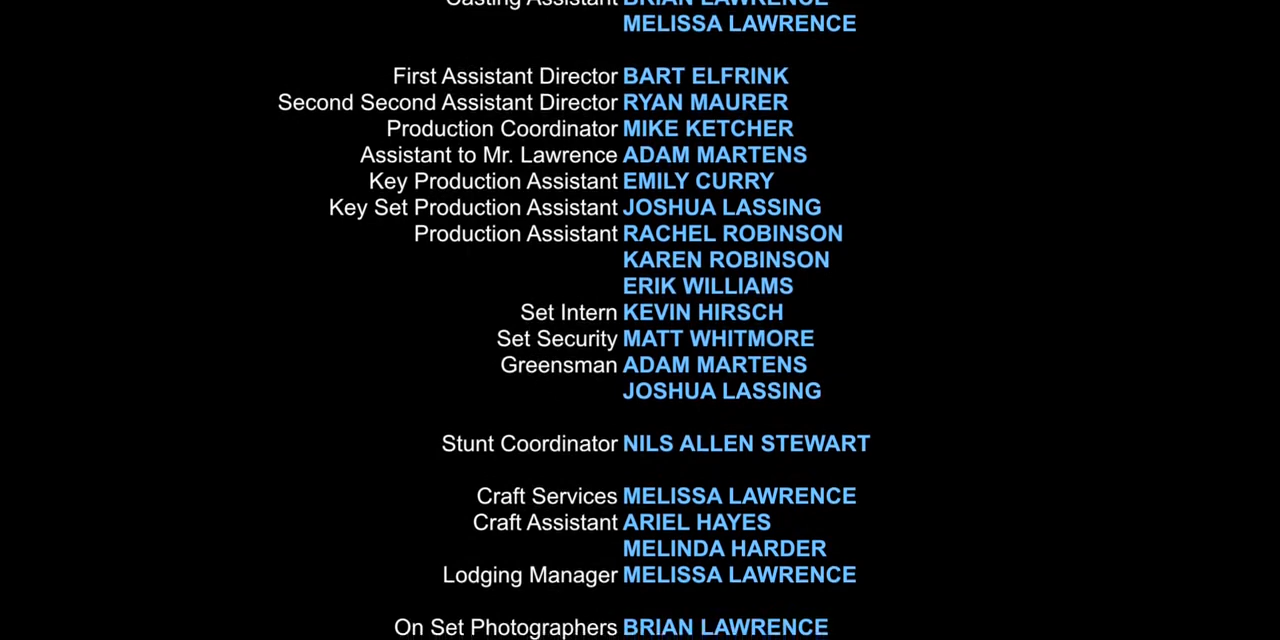 Casting Assistant BRIAN LAWRENCE
MELISSA LAWRENCE
First Assistant Director BART ELFRINK
Second Second Assistant Director RYAN MAURER
Production Coordinator MIKE KETCHER
Assistant to Mr. Lawrence ADAM MARTENS
Key Production Assistant EMILY CURRY
Key Set Production Assistant JOSHUA LASSING
Production Assistant RACHEL ROBINSON
KAREN ROBINSON
ERIK WILLIAMS
Set Intern KEVIN HIRSCH
Set Security MATT WHITMORE
Greensman ADAM MARTENS
JOSHUA LASSING
Stunt Coordinator NILS ALLEN STEWART
Craft Services MELISSA LAWRENCE
Craft Assistant ARIEL HAYES
MELINDA HARDER
Lodging Manager MELISSA LAWRENCE
On Set Photographers BRIAN LAWRENCE